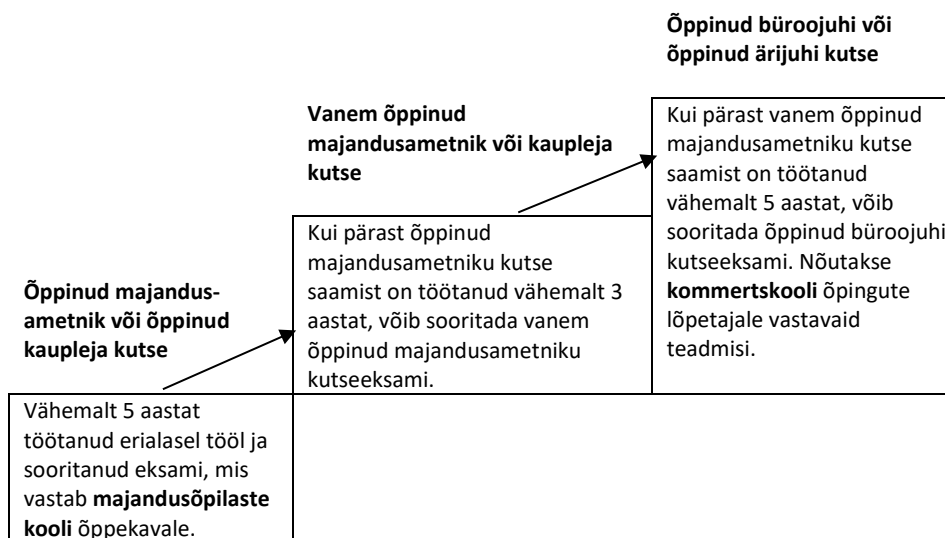 Õppinud büroojuhi või
õppinud ärijuhi kutse
Vanem õppinud
majandusametnik või kaupleja
kutse
Kui pärast vanem õppinud
majandusametniku kutse
saamist on töötanud
vähemalt 5 aastat, võib
sooritada õppinud büroojuhi
kutseeksami. Nõutakse
kommertskooli õpingute
lõpetajale vastavaid
teadmisi.
Kui pärast õppinud
majandusametniku kutse
saamist on töötanud vähemalt 3
aastat, võib sooritada vanem
õppinud majandusametniku
kutseeksami.
Õppinud majandus-
ametnik või õppinud
kaupleja kutse
Vähemalt 5 aastat
töötanud erialasel tööl ja
sooritanud eksami, mis
vastab majandusõpilaste
kooli õppekavale.